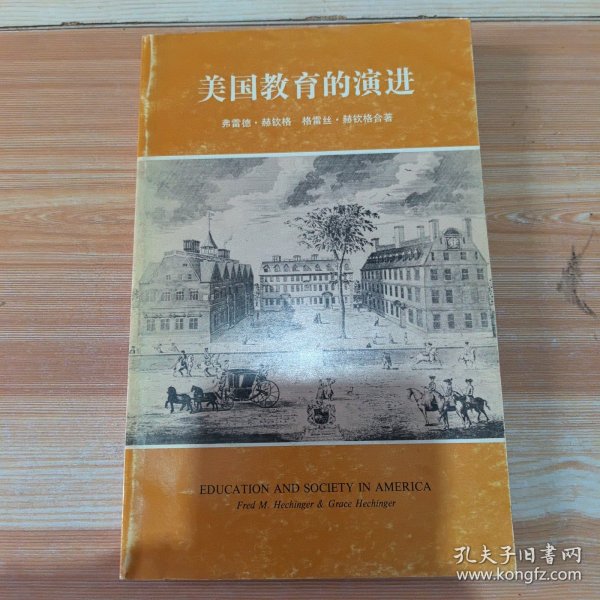 美国教育的演进
弗雷德·赫钦格 格雷丝·赫钦格合著
EDUCATION AND SOCIETY IN AMERICA
Fred M. Hechinger & Grace Hechinger
孔夫子旧书网
www.kongfz.com